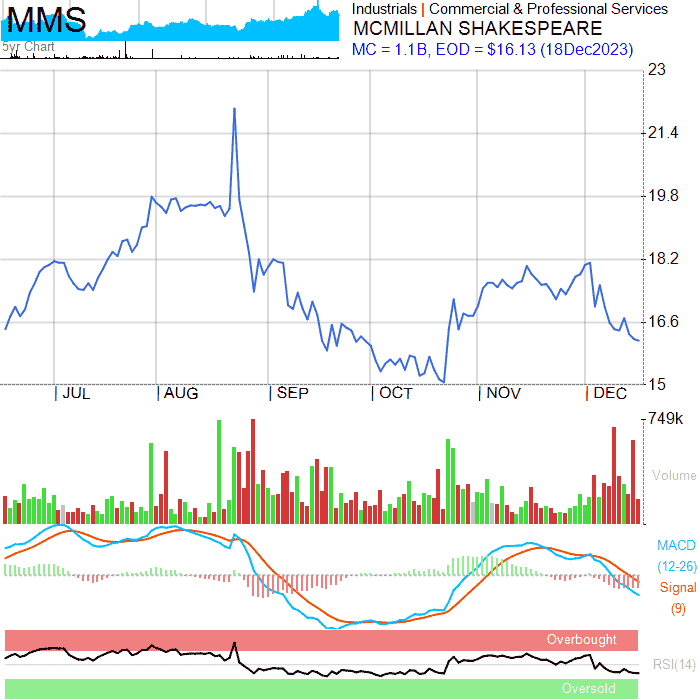 MMS
5yr Chart
Industrials | Commercial & Professional Services
MCMILLAN SHAKESPEARE
MC = 1.1B, EOD = $16.13 (18Dec2023)
23
21.4
19.8
18.2
16.6
15
JUL
AUG
SEP
OCT
NOV
DEC
749k
Volume
MACD
(12-26)
Signal
(9)
Overbought
RSI(14)
Oversold